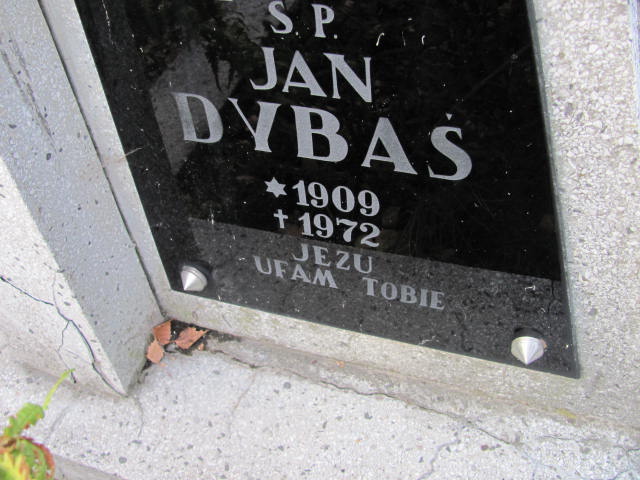 Ś.P.
JAN
DYBAŚ
* 1909
† 1972
JEZU
UFAM TOBIE